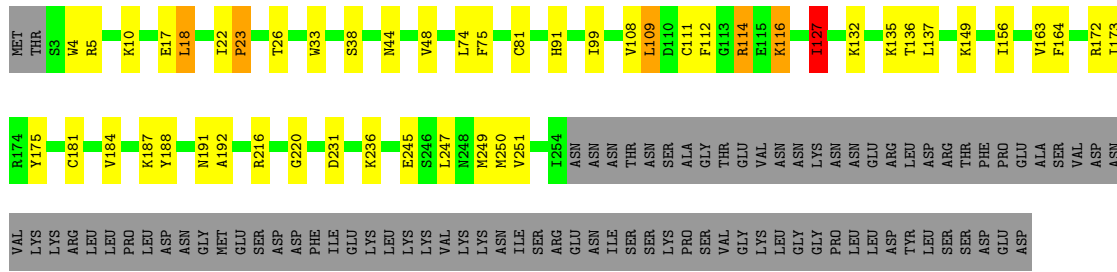 MET THR S3 W4 R5 K10 E17 L18 I22 P23 T26 W33 S38 N44 V48 L74 F75 C81 H91 I99 V108 L109 D110 C111 F112 G113 R114 E115 K116 I127 K132 K135 T136 L137 K149 I156 V163 F164 R172 I173
R174 Y175 C181 V184 K187 Y188 N191 A192 R216 G220 D231 K236 E245 S246 L247 N248 M249 M250 V251 I254 ASN ASN ASN THR ASN SER ALA GLY THR GLU VAL ASN ASN LYS ASN ASN GLU ARG LEU ASP ARG THR PHE PRO GLU ALA SER VAL ASP ASN
VAL LYS LYS ARG LEU LEU PRO LEU ASP ASN GLY MET GLU SER ASP ASP PHE ILE GLU LYS LEU LYS LYS VAL LYS LYS ASN ILE SER ARG GLU ASN ILE SER SER LYS PRO SER VAL GLY LYS LEU GLY GLY PRO LEU LEU ASP TYR LEU SER SER ASP GLU ASP